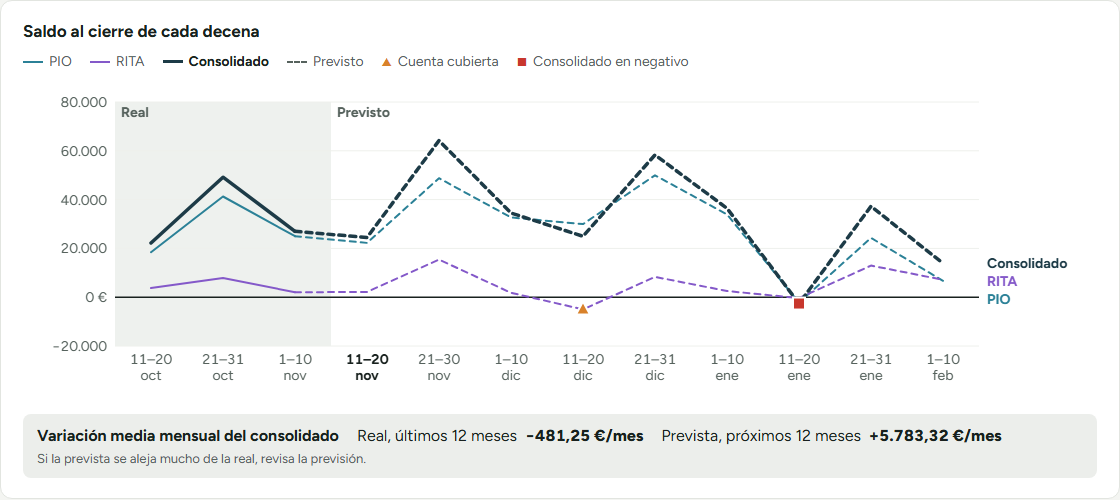 Saldo al cierre de cada decena
PIO RITA Consolidado Previsto Cuenta cubierta Consolidado en negativo
80.000
Real Previsto
60.000
40.000
20.000
0 €
−20.000
Consolidado
RITA
PIO
11–20 21–31 1–10 11–20 21–30 1–10 11–20 21–31 1–10 11–20 21–31 1–10
oct oct nov nov nov dic dic dic ene ene ene feb
Variación media mensual del consolidado Real, últimos 12 meses −481,25 €/mes Prevista, próximos 12 meses +5.783,32 €/mes
Si la prevista se aleja mucho de la real, revisa la previsión.